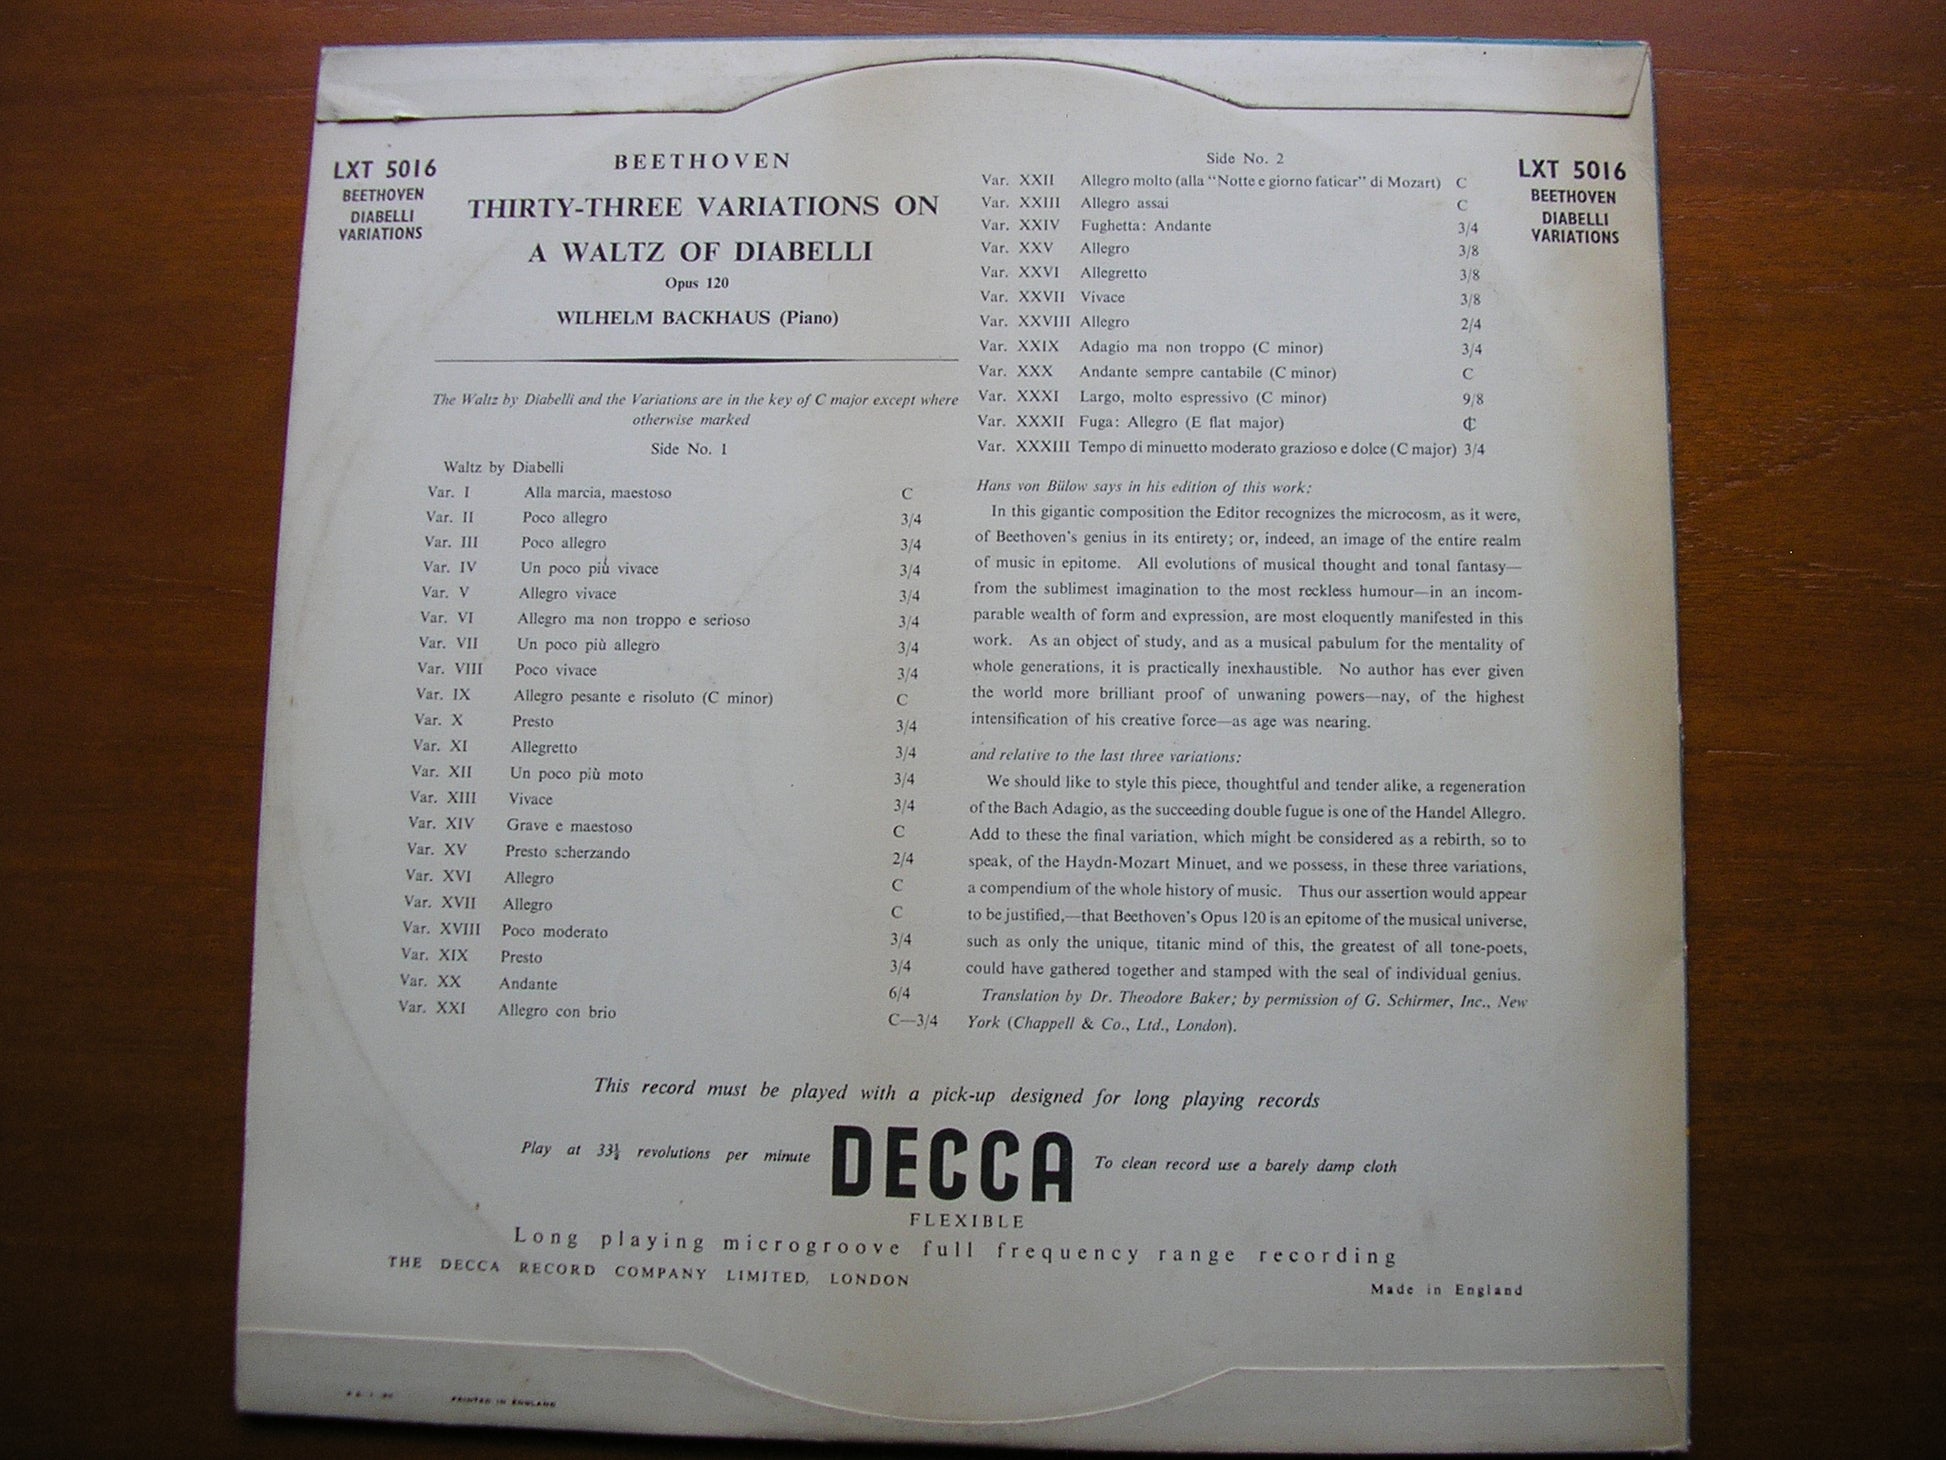 LXT 5016
BEETHOVEN
DIABELLI
VARIATIONS
BEETHOVEN
THIRTY-THREE VARIATIONS ON
A WALTZ OF DIABELLI
Opus 120
WILHELM BACKHAUS (Piano)
The Waltz by Diabelli and the Variations are in the key of C major except where
otherwise marked
Side No. 1
Waltz by Diabelli
Var. I Alla marcia, maestoso C
Var. II Poco allegro 3/4
Var. III Poco allegro 3/4
Var. IV Un poco più vivace 3/4
Var. V Allegro vivace 3/4
Var. VI Allegro ma non troppo e serioso 3/4
Var. VII Un poco più allegro 3/4
Var. VIII Poco vivace 3/4
Var. IX Allegro pesante e risoluto (C minor) C
Var. X Presto 3/4
Var. XI Allegretto 3/4
Var. XII Un poco più moto 3/4
Var. XIII Vivace 3/4
Var. XIV Grave e maestoso C
Var. XV Presto scherzando 2/4
Var. XVI Allegro C
Var. XVII Allegro C
Var. XVIII Poco moderato 3/4
Var. XIX Presto 3/4
Var. XX Andante 6/4
Var. XXI Allegro con brio C—3/4
Side No. 2
Var. XXII Allegro molto (alla "Notte e giorno faticar" di Mozart) C
Var. XXIII Allegro assai C
Var. XXIV Fughetta: Andante 3/4
Var. XXV Allegro 3/8
Var. XXVI Allegretto 3/8
Var. XXVII Vivace 3/8
Var. XXVIII Allegro 2/4
Var. XXIX Adagio ma non troppo (C minor) 3/4
Var. XXX Andante sempre cantabile (C minor) C
Var. XXXI Largo, molto espressivo (C minor) 9/8
Var. XXXII Fuga: Allegro (E flat major) ₵
Var. XXXIII Tempo di minuetto moderato grazioso e dolce (C major) 3/4
Hans von Bülow says in his edition of this work:
In this gigantic composition the Editor recognizes the microcosm, as it were,
of Beethoven's genius in its entirety; or, indeed, an image of the entire realm
of music in epitome. All evolutions of musical thought and tonal fantasy—
from the sublimest imagination to the most reckless humour—in an incom-
parable wealth of form and expression, are most eloquently manifested in this
work. As an object of study, and as a musical pabulum for the mentality of
whole generations, it is practically inexhaustible. No author has ever given
the world more brilliant proof of unwaning powers—nay, of the highest
intensification of his creative force—as age was nearing.
and relative to the last three variations:
We should like to style this piece, thoughtful and tender alike, a regeneration
of the Bach Adagio, as the succeeding double fugue is one of the Handel Allegro.
Add to these the final variation, which might be considered as a rebirth, so to
speak, of the Haydn-Mozart Minuet, and we possess, in these three variations,
a compendium of the whole history of music. Thus our assertion would appear
to be justified,—that Beethoven's Opus 120 is an epitome of the musical universe,
such as only the unique, titanic mind of this, the greatest of all tone-poets,
could have gathered together and stamped with the seal of individual genius.
Translation by Dr. Theodore Baker; by permission of G. Schirmer, Inc., New
York (Chappell & Co., Ltd., London).
LXT 5016
BEETHOVEN
DIABELLI
VARIATIONS
This record must be played with a pick-up designed for long playing records
Play at 33⅓ revolutions per minute
DECCA
To clean record use a barely damp cloth
FLEXIBLE
Long playing microgroove full frequency range recording
THE DECCA RECORD COMPANY LIMITED, LONDON
Made in England
PRINTED IN ENGLAND